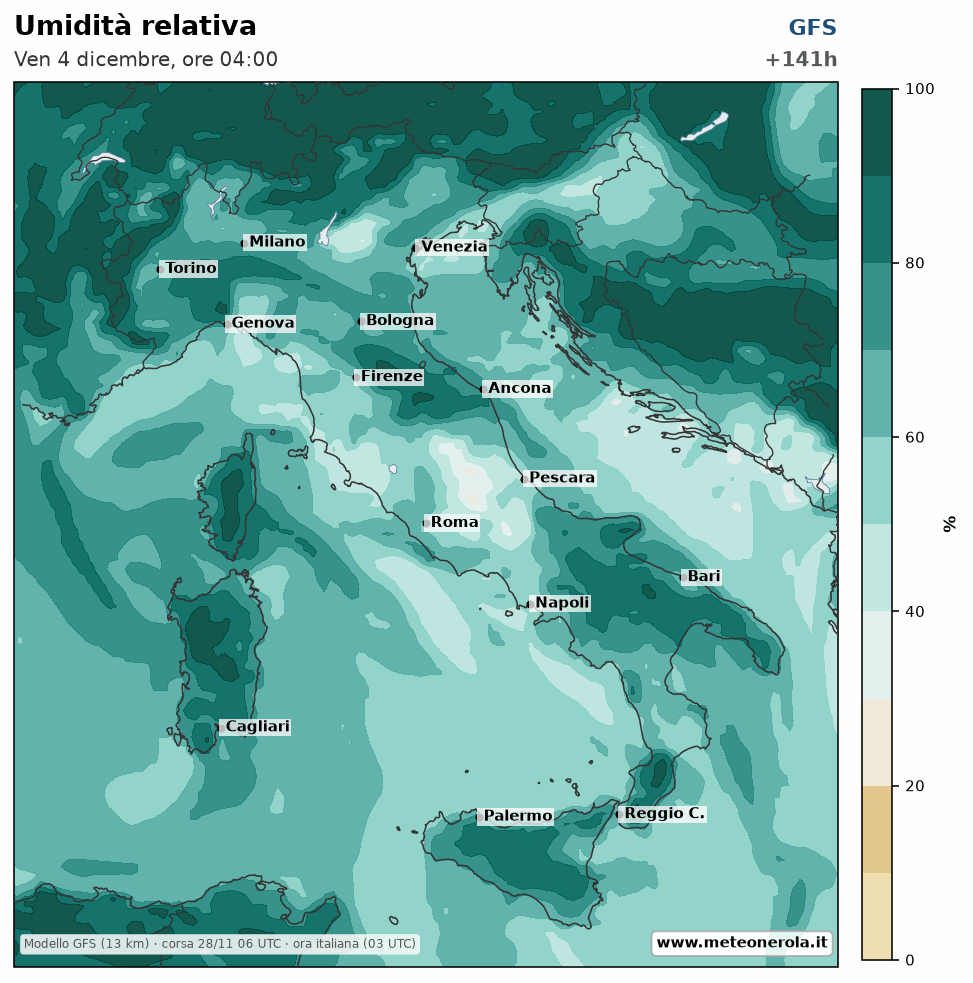 Umidità relativa
GFS
Ven 4 dicembre, ore 04:00
+141h
100
80
60
40
20
0
%
Milano
Venezia
Torino
Genova
Bologna
Firenze
Ancona
Pescara
Roma
Bari
Napoli
Cagliari
Palermo
Reggio C.
Modello GFS (13 km) · corsa 28/11 06 UTC · ora italiana (03 UTC)
www.meteonerola.it